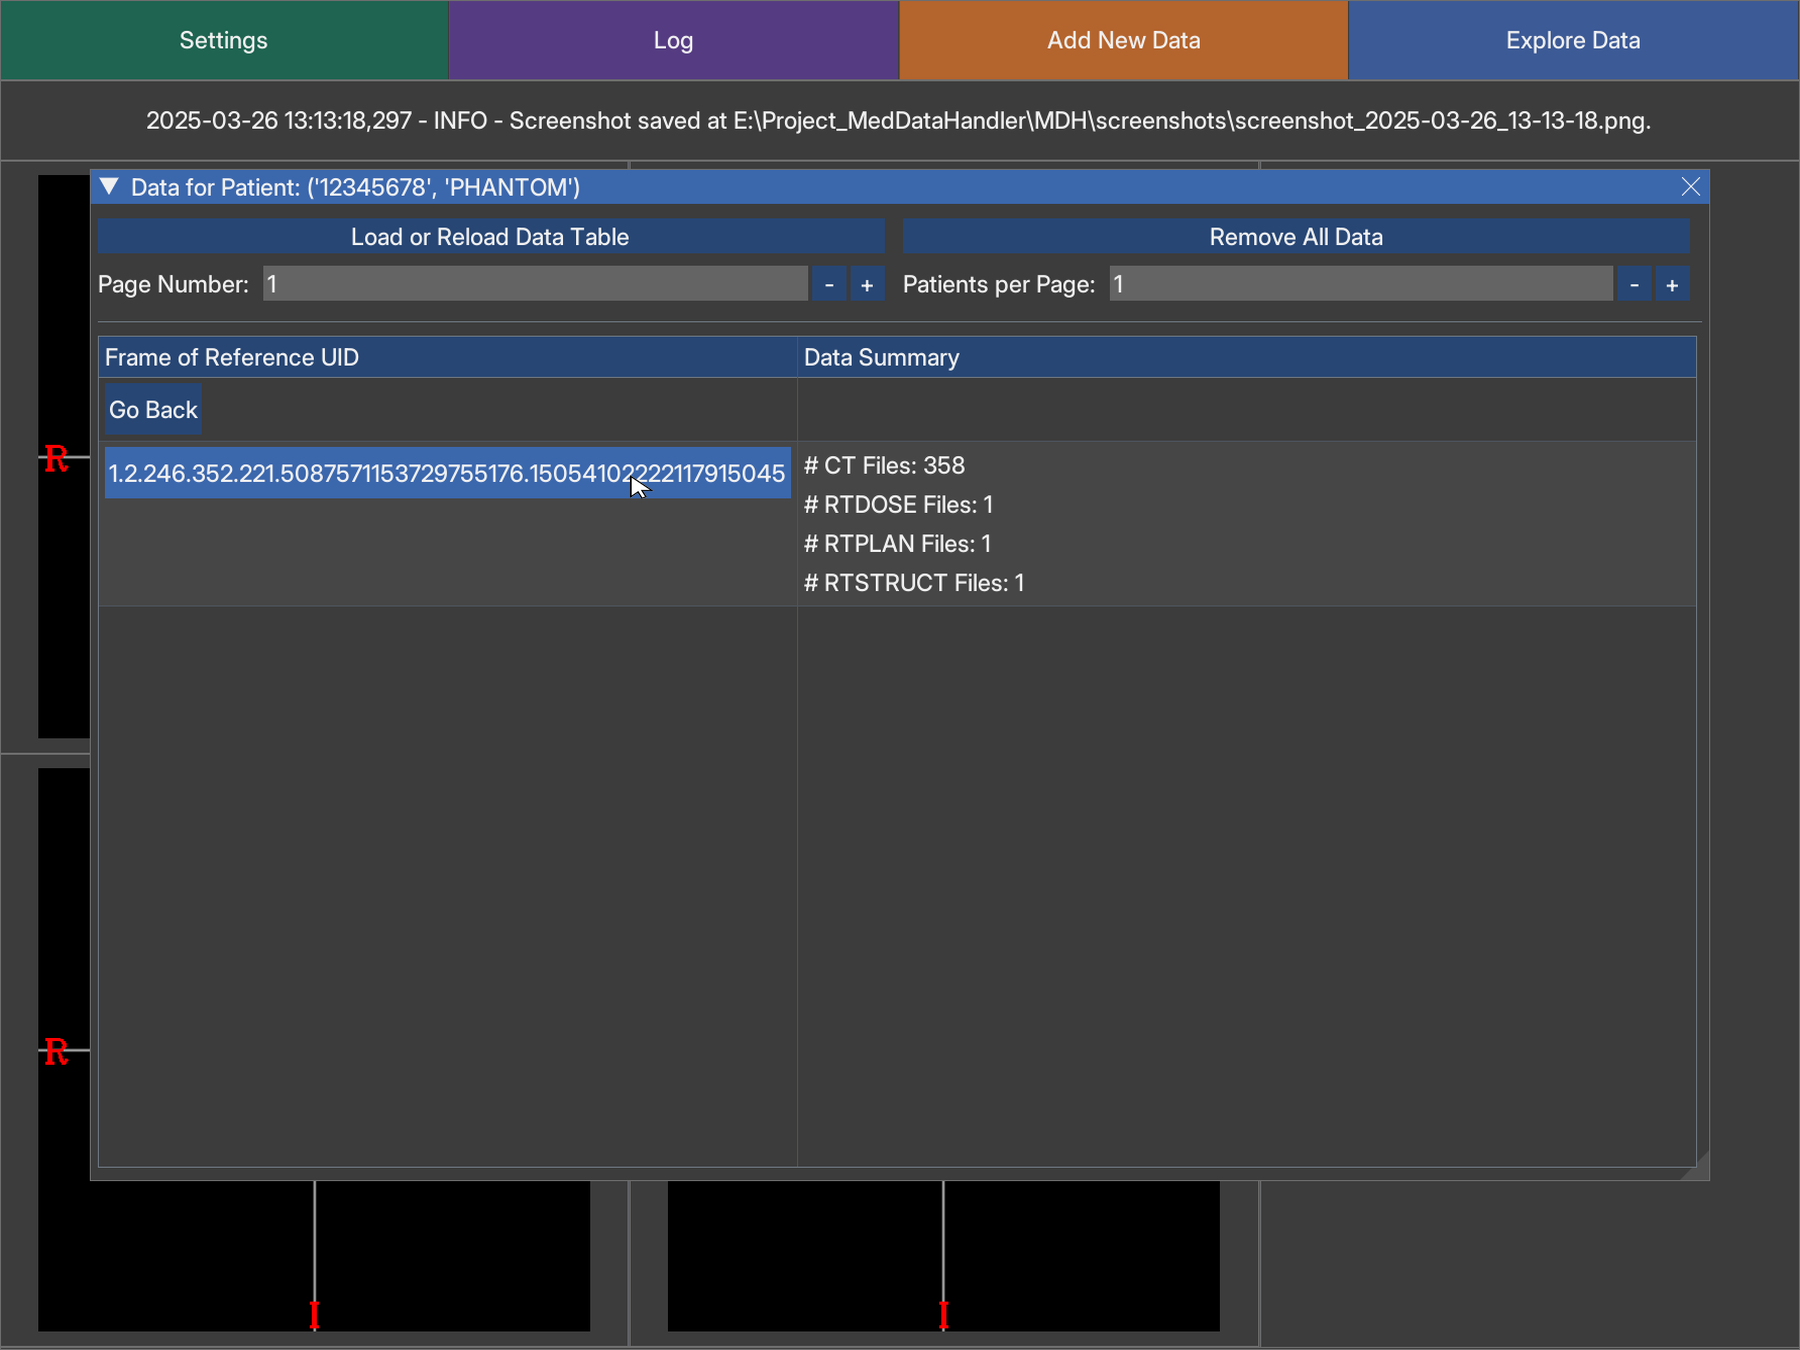 Settings
Log
Add New Data
Explore Data
2025-03-26 13:13:18,297 - INFO - Screenshot saved at E:\Project_MedDataHandler\MDH\screenshots\screenshot_2025-03-26_13-13-18.png.
Data for Patient: ('12345678', 'PHANTOM')
Load or Reload Data Table
Remove All Data
Page Number: 1 - +
Patients per Page: 1 - +
Frame of Reference UID
Data Summary
Go Back
1.2.246.352.221.5087571153729755176.15054102222117915045
# CT Files: 358
# RTDOSE Files: 1
# RTPLAN Files: 1
# RTSTRUCT Files: 1
R
R
I
I